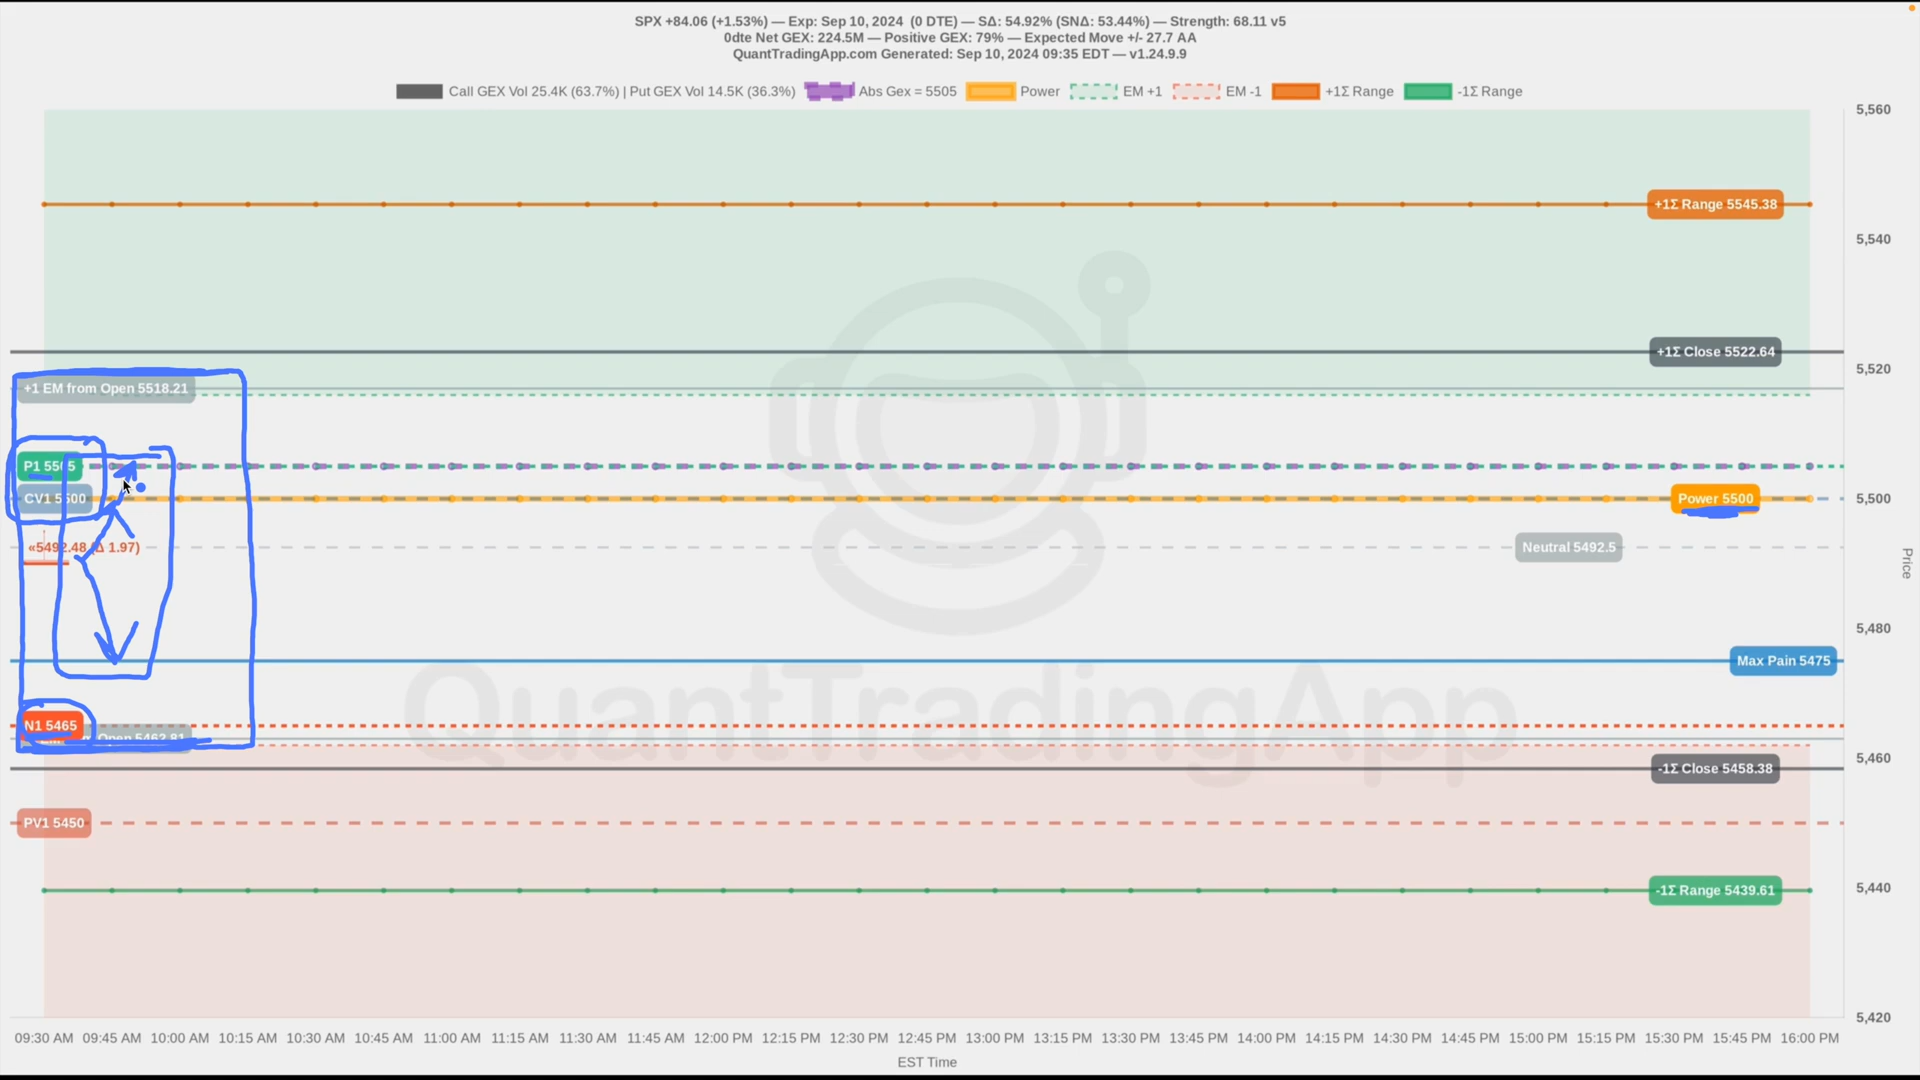 SPX +84.06 (+1.53%) — Exp: Sep 10, 2024 (0 DTE) — SΔ: 54.92% (SNΔ: 53.44%) — Strength: 68.11 v5
0dte Net GEX: 224.5M — Positive GEX: 79% — Expected Move +/- 27.7 AA
QuantTradingApp.com Generated: Sep 10, 2024 09:35 EDT — v1.24.9.9
Call GEX Vol 25.4K (63.7%) | Put GEX Vol 14.5K (36.3%) Abs Gex = 5505 Power EM +1 EM -1 +1Σ Range -1Σ Range
5,560
+1Σ Range 5545.38
5,540
+1Σ Close 5522.64
5,520
+1 EM from Open 5518.21
P1 5505
CV1 5500
Power 5500
5,500
«5492.48 (Δ 1.97)
Neutral 5492.5
Price
5,480
Max Pain 5475
QuantTradingApp
N1 5465
Open 5462.81
5,460
-1Σ Close 5458.38
PV1 5450
5,440
-1Σ Range 5439.61
5,420
09:30 AM 09:45 AM 10:00 AM 10:15 AM 10:30 AM 10:45 AM 11:00 AM 11:15 AM 11:30 AM 11:45 AM 12:00 PM 12:15 PM 12:30 PM 12:45 PM 13:00 PM 13:15 PM 13:30 PM 13:45 PM 14:00 PM 14:15 PM 14:30 PM 14:45 PM 15:00 PM 15:15 PM 15:30 PM 15:45 PM 16:00 PM
EST Time